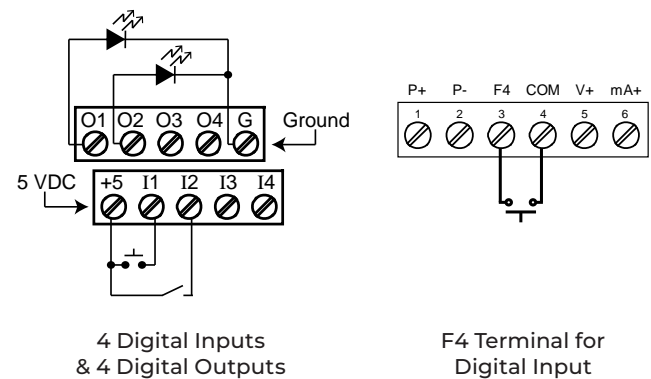 P+ P- F4 COM V+ mA+
1 2 3 4 5 6
O1 O2 O3 O4 G
Ground
5 VDC
+5 I1 I2 I3 I4
4 Digital Inputs
& 4 Digital Outputs
F4 Terminal for
Digital Input